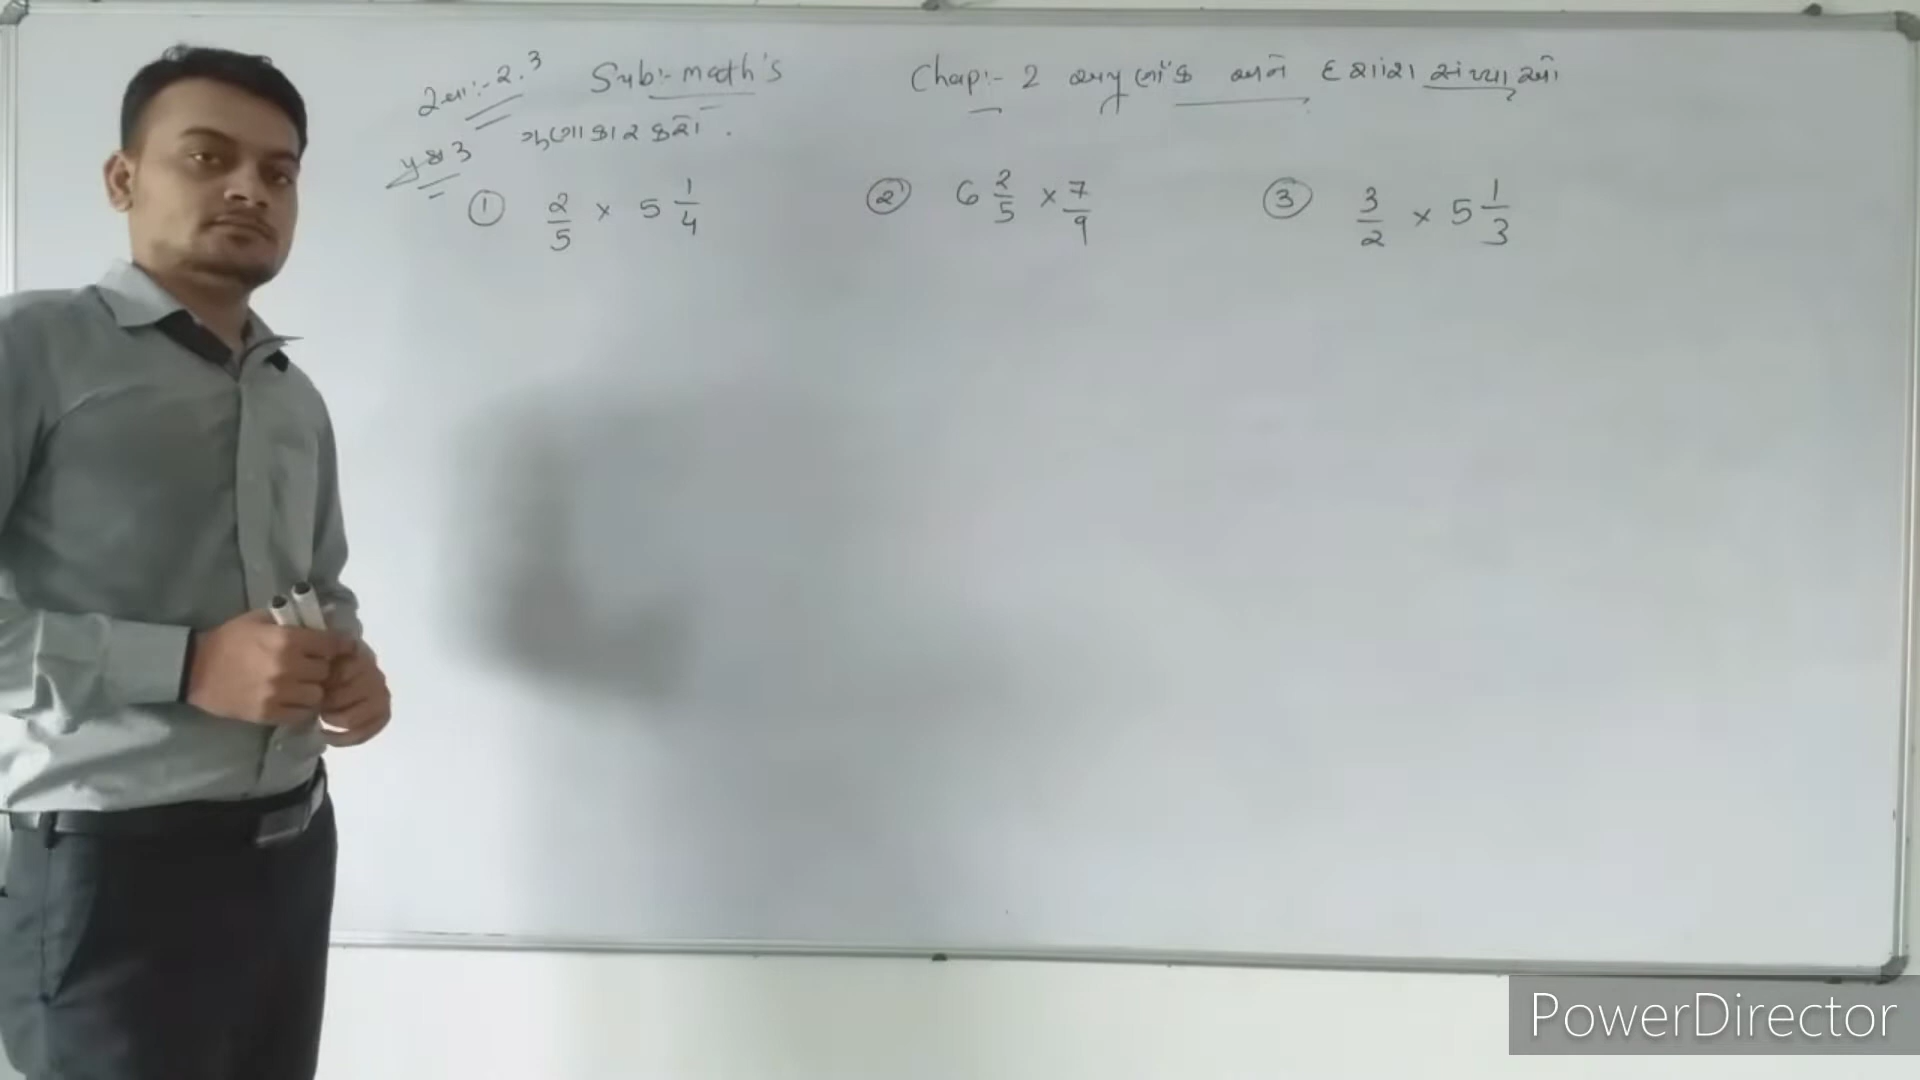 સ્વા:-2.3 Sub:- math's Chap:- 2 અપૂર્ણાંક અને દશાંશ સંખ્યાઓ
પ્રશ્ન 3 ગુણાકાર કરો.
① 2/5 × 5 1/4 ② 6 2/5 × 7/9 ③ 3/2 × 5 1/3
PowerDirector